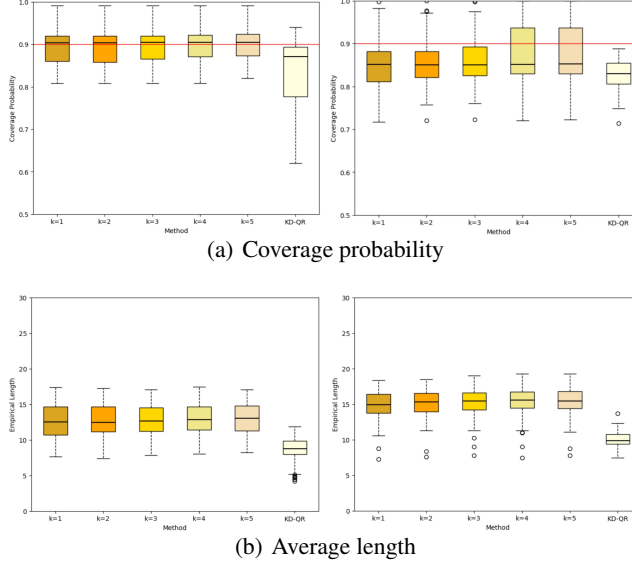 1.0
0.9
0.8
0.7
0.6
0.5
Coverage Probability
k=1 k=2 k=3 k=4 k=5 KD-QR
Method
1.0
0.9
0.8
0.7
0.6
0.5
Coverage Probability
k=1 k=2 k=3 k=4 k=5 KD-QR
Method
(a) Coverage probability
30
25
20
15
10
5
0
Empirical Length
k=1 k=2 k=3 k=4 k=5 KD-QR
Method
30
25
20
15
10
5
0
Empirical Length
k=1 k=2 k=3 k=4 k=5 KD-QR
Method
(b) Average length